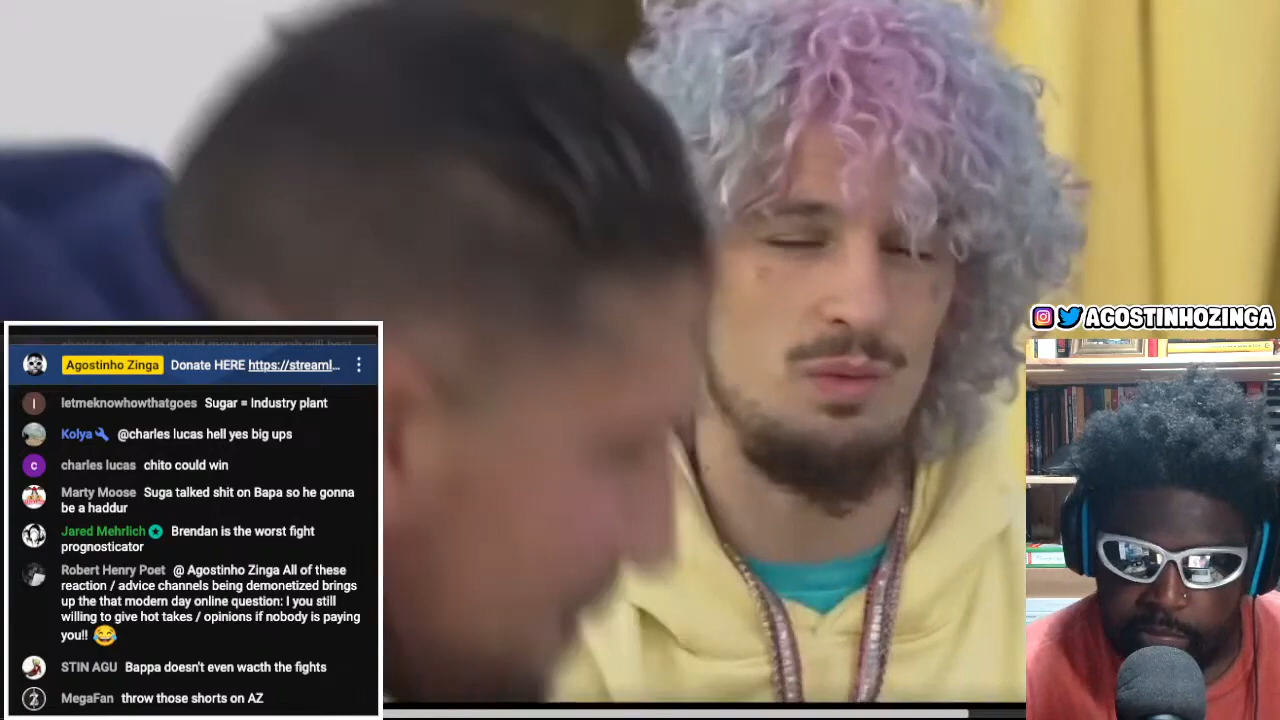 AGOSTINHOZINGA
Agostinho Zinga Donate HERE https://streaml...
letmeknowhowthatgoes Sugar = Industry plant
Kolya @charles lucas hell yes big ups
charles lucas chito could win
Marty Moose Suga talked shit on Bapa so he gonna
be a haddur
Jared Mehrlich Brendan is the worst fight
prognosticator
Robert Henry Poet @ Agostinho Zinga All of these
reaction / advice channels being demonetized brings
up the that modern day online question: I you still
willing to give hot takes / opinions if nobody is paying
you!! 😂
STIN AGU Bappa doesn't even wacth the fights
MegaFan throw those shorts on AZ